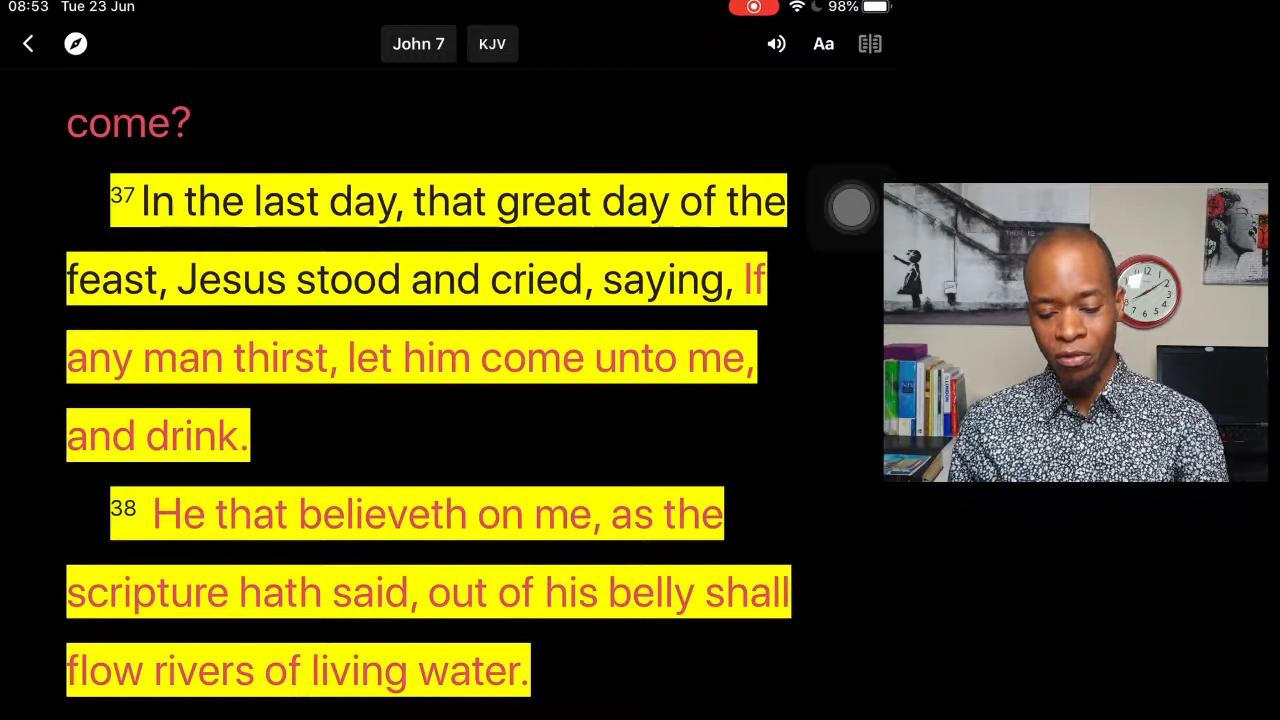 08:53 Tue 23 Jun
98%
John 7
KJV
Aa
come?
37 In the last day, that great day of the
feast, Jesus stood and cried, saying, If
any man thirst, let him come unto me,
and drink.
38 He that believeth on me, as the
scripture hath said, out of his belly shall
flow rivers of living water.